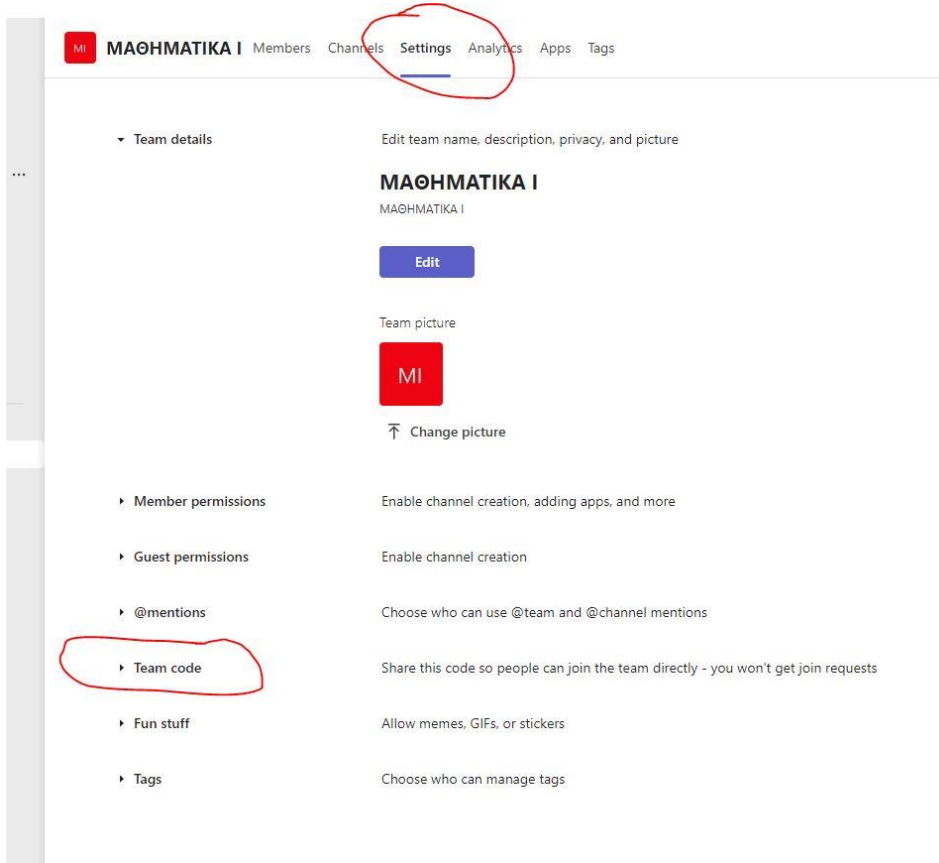 MI ΜΑΘΗΜΑΤΙΚΑ Ι Members Channels Settings Analytics Apps Tags
Team details Edit team name, description, privacy, and picture
...
ΜΑΘΗΜΑΤΙΚΑ Ι
ΜΑΘΗΜΑΤΙΚΑ Ι
Edit
Team picture
MI
Change picture
Member permissions Enable channel creation, adding apps, and more
Guest permissions Enable channel creation
@mentions Choose who can use @team and @channel mentions
Team code Share this code so people can join the team directly - you won't get join requests
Fun stuff Allow memes, GIFs, or stickers
Tags Choose who can manage tags